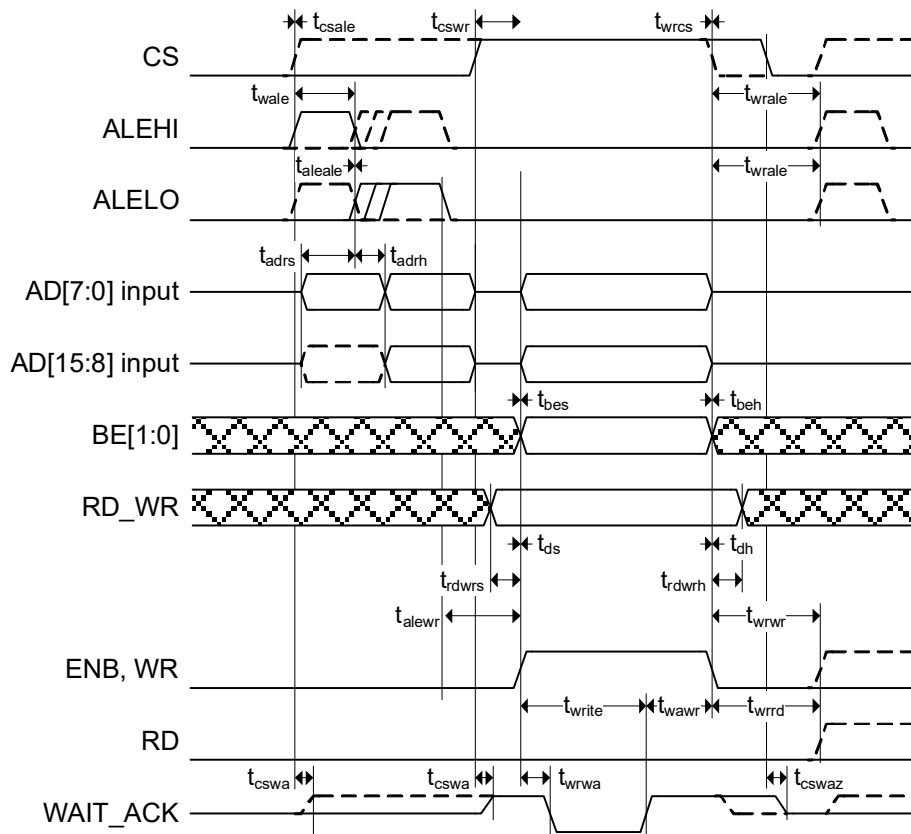 t_csale t_cswr t_wrcs
CS
t_wale t_wrale
ALEHI
t_aleale t_wrale
ALELO
t_adrs t_adrh
AD[7:0] input
AD[15:8] input
t_bes t_beh
BE[1:0]
RD_WR
t_ds t_dh
t_rdwrs t_rdwrh
t_alewr t_wrwr
ENB, WR
t_write t_wawr t_wrrd
RD
t_cswa t_cswa t_wrwa t_cswaz
WAIT_ACK